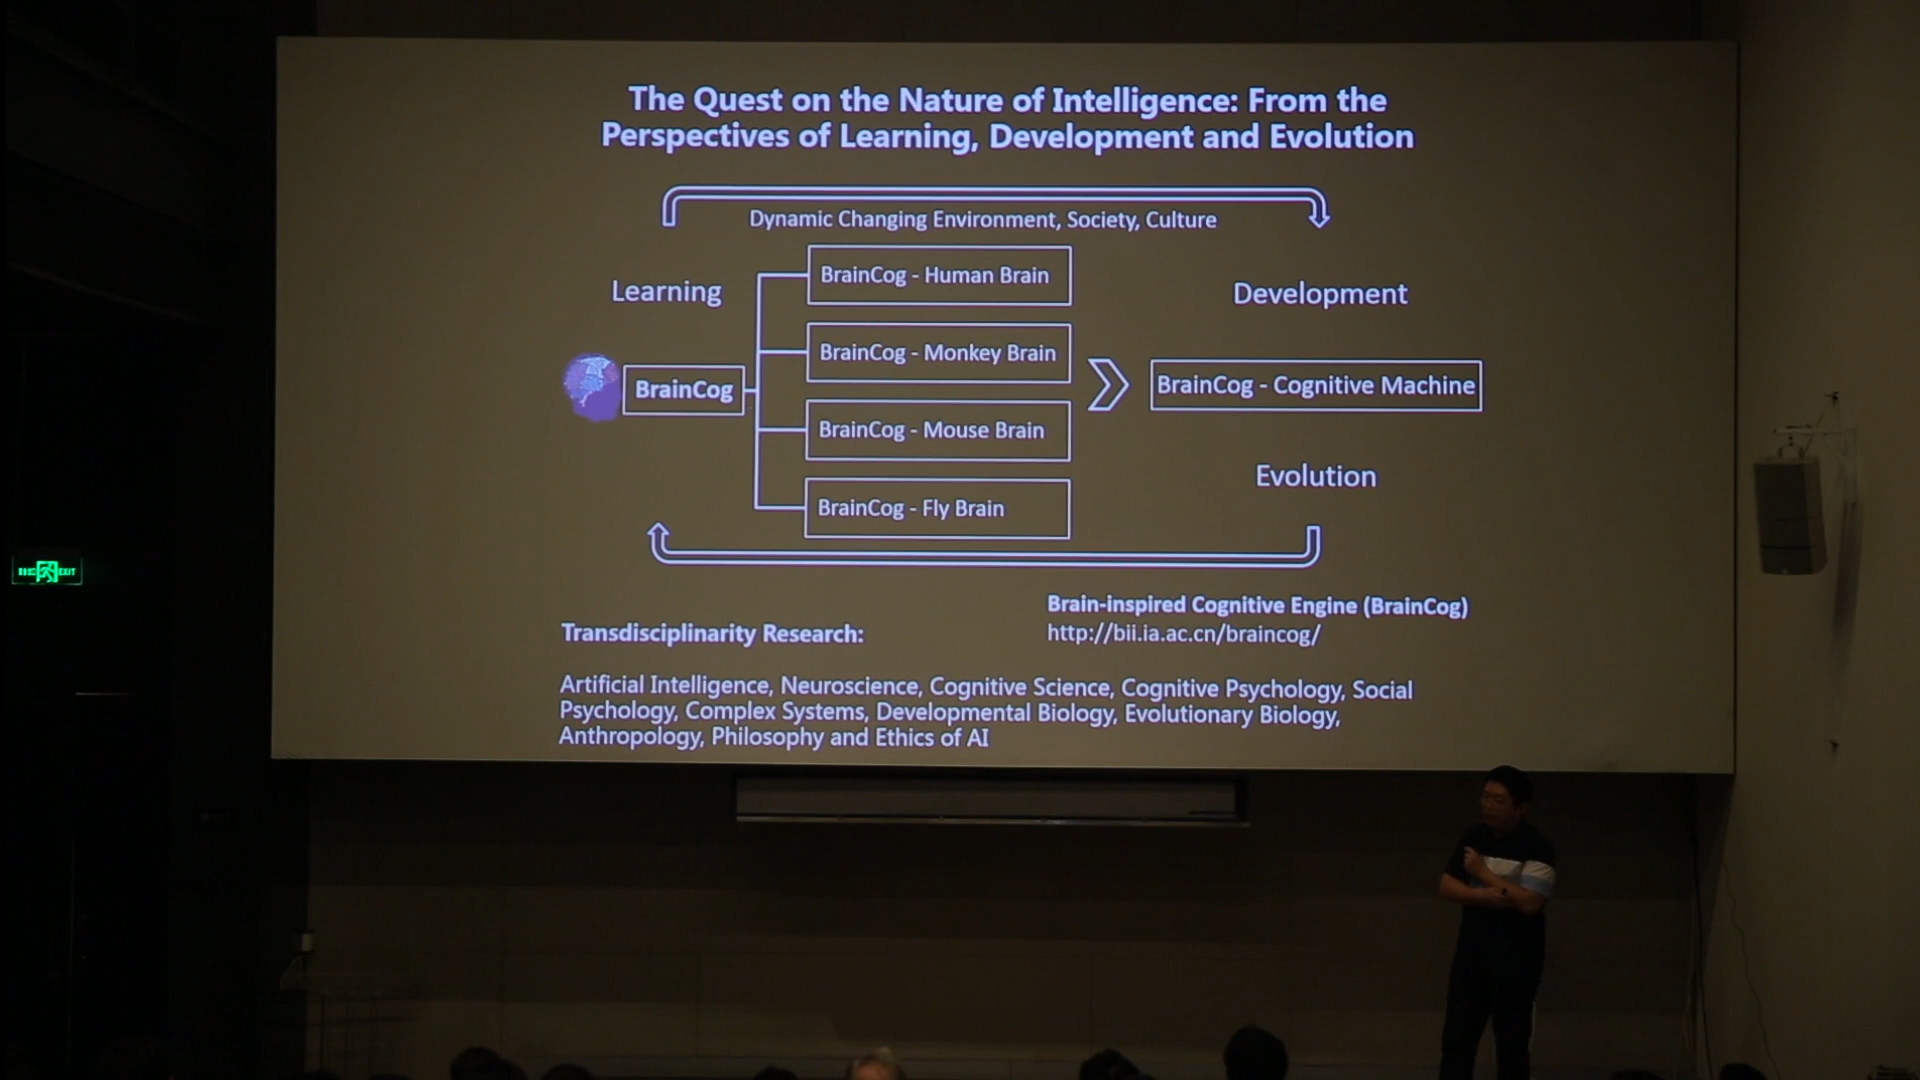 The Quest on the Nature of Intelligence: From the
Perspectives of Learning, Development and Evolution
Dynamic Changing Environment, Society, Culture
Learning
BrainCog - Human Brain
Development
BrainCog - Monkey Brain
BrainCog
BrainCog - Cognitive Machine
BrainCog - Mouse Brain
Evolution
BrainCog - Fly Brain
Brain-inspired Cognitive Engine (BrainCog)
http://bii.ia.ac.cn/braincog/
Transdisciplinarity Research:
Artificial Intelligence, Neuroscience, Cognitive Science, Cognitive Psychology, Social
Psychology, Complex Systems, Developmental Biology, Evolutionary Biology,
Anthropology, Philosophy and Ethics of AI
EXIT